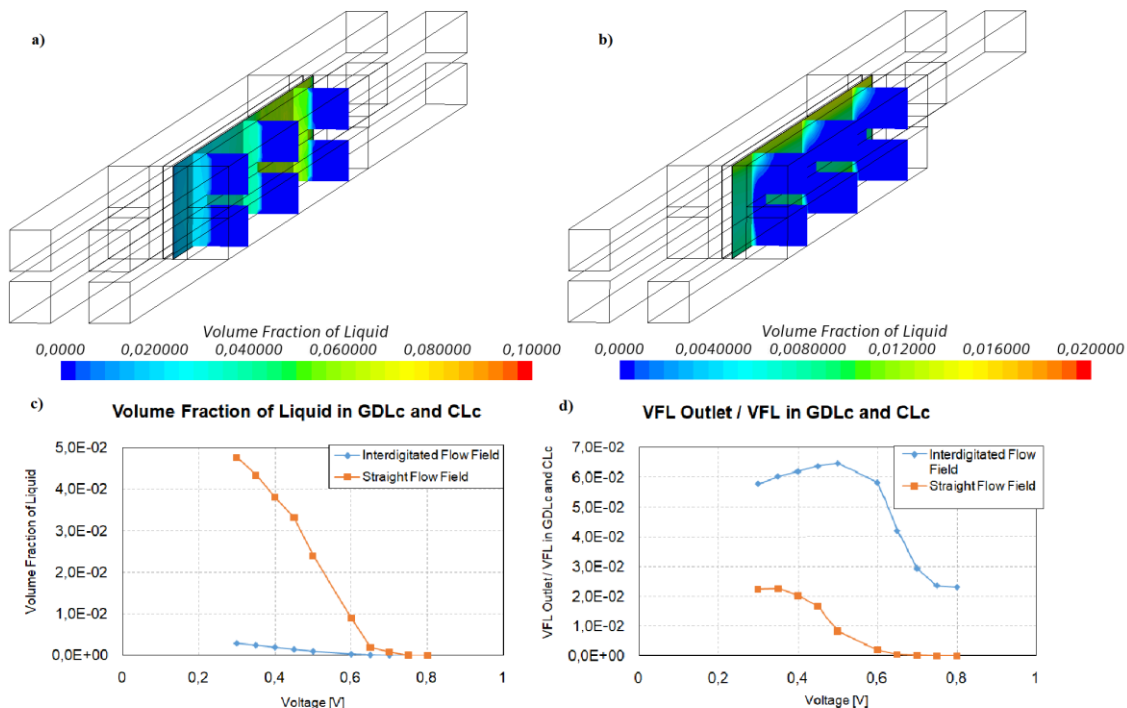 a)
b)
Volume Fraction of Liquid
0,0000 0,020000 0,040000 0,060000 0,080000 0,10000
Volume Fraction of Liquid
0,0000 0,0040000 0,0080000 0,012000 0,016000 0,020000
c)
Volume Fraction of Liquid in GDLc and CLc
5,0E-02
4,0E-02
3,0E-02
2,0E-02
1,0E-02
0,0E+00
Volume Fraction of Liquid
Interdigitated Flow Field
Straight Flow Field
0 0,2 0,4 0,6 0,8 1
Voltage [V]
d)
VFL Outlet / VFL in GDLc and CLc
7,0E-02
6,0E-02
5,0E-02
4,0E-02
3,0E-02
2,0E-02
1,0E-02
0,0E+00
VFL Outlet / VFL in GDLc and CLc
Interdigitated Flow
Field
Straight Flow Field
0 0,2 0,4 0,6 0,8 1
Voltage [V]